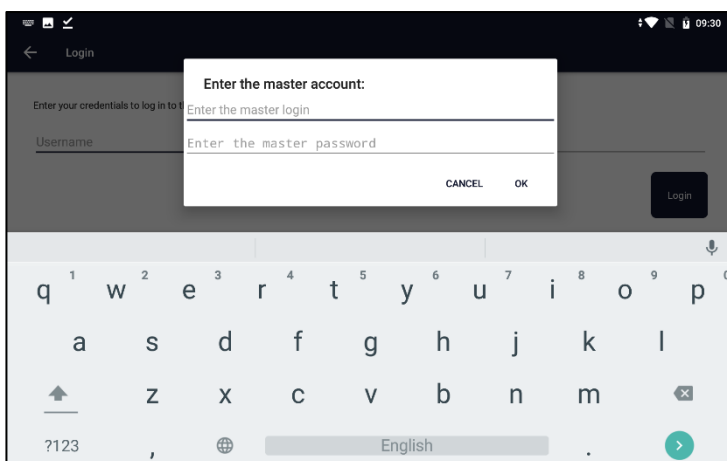 09:30
Login
Enter the master account:
Enter your credentials to log in to th
Enter the master login
Username
Enter the master password
CANCEL OK
Login
1 2 3 4 5 6 7 8 9 0
q w e r t y u i o p
a s d f g h j k l
z x c v b n m
?123 , English .